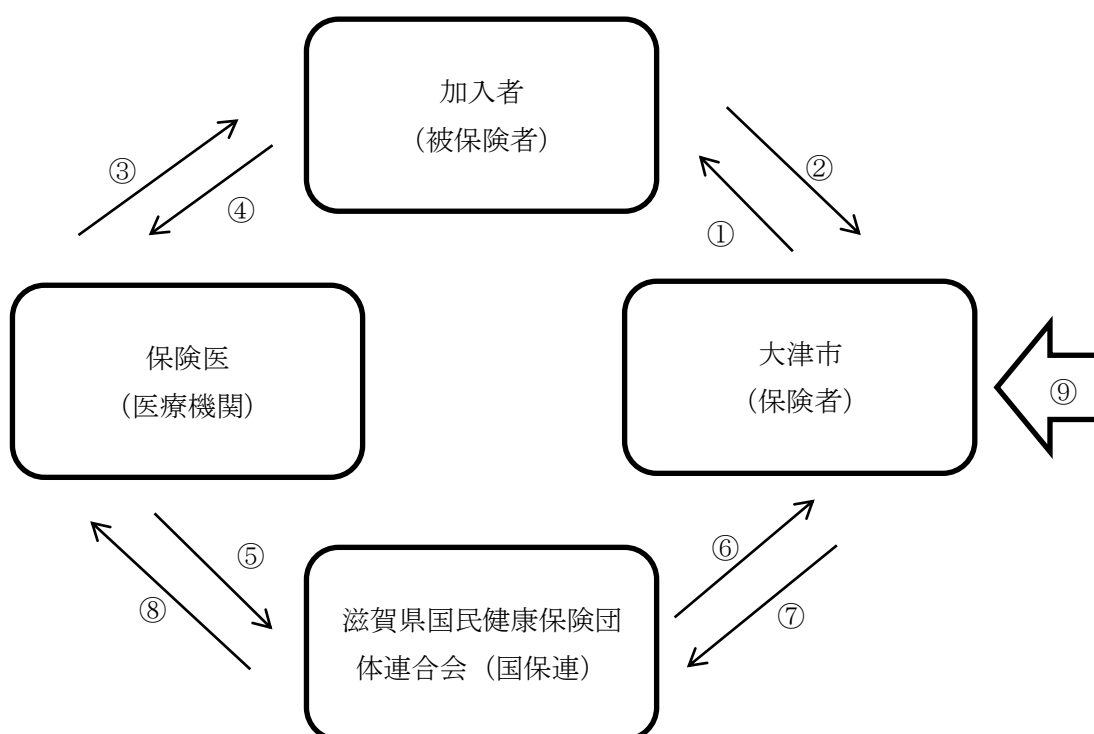 加入者
（被保険者）
③
②
④
①
保険医
（医療機関）
大津市
（保険者）
⑨
⑤
⑥
⑧
⑦
滋賀県国民健康保険団
体連合会（国保連）